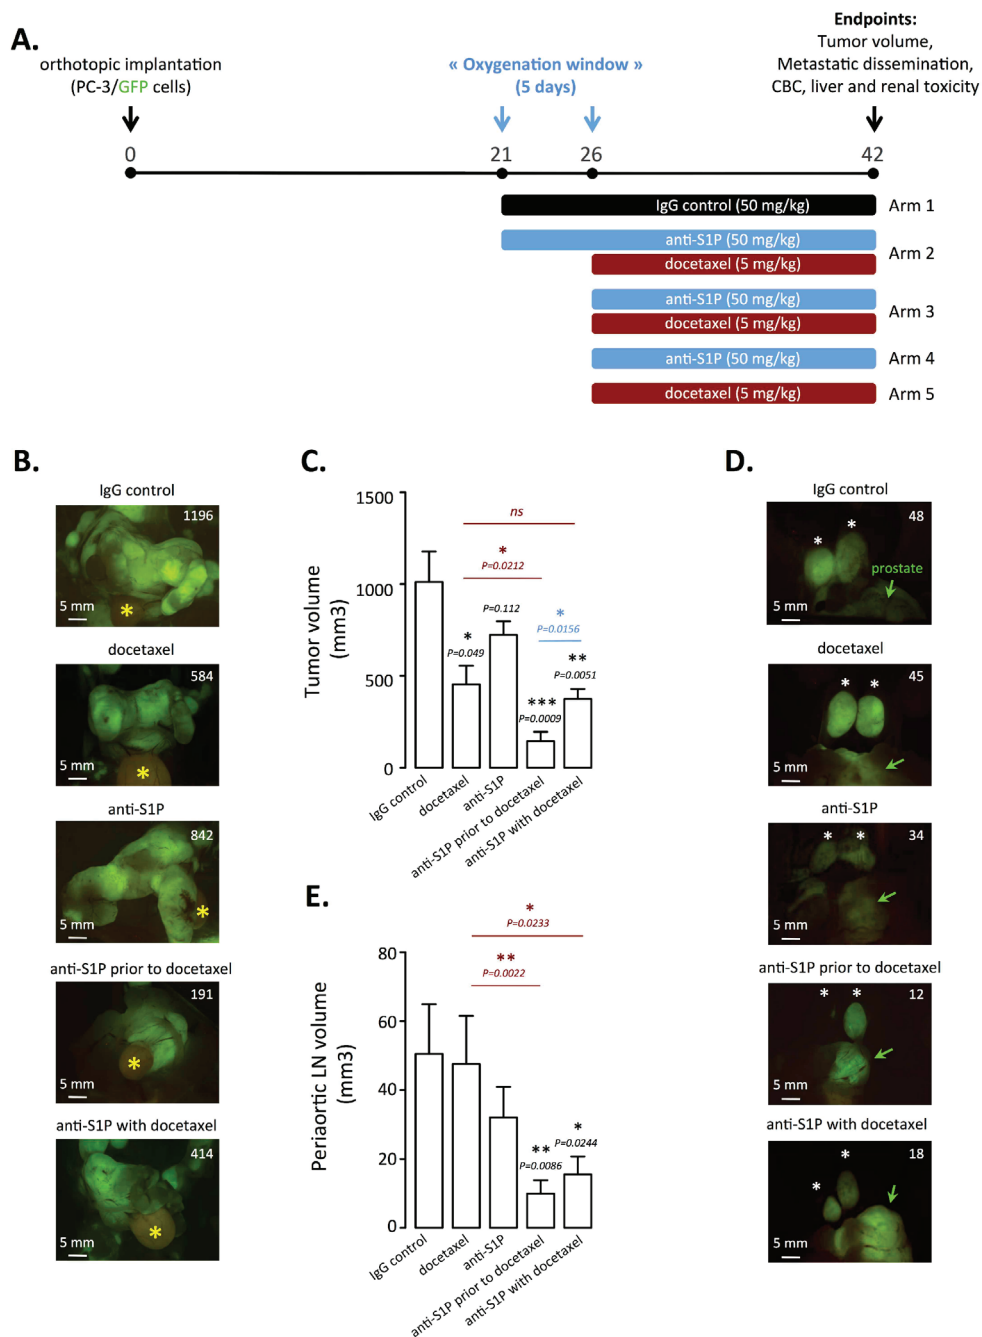 A.
orthotopic implantation
(PC-3/GFP cells)
« Oxygenation window »
(5 days)
Endpoints:
Tumor volume,
Metastatic dissemination,
CBC, liver and renal toxicity
0
21
26
42
IgG control (50 mg/kg)
Arm 1
anti-S1P (50 mg/kg)
docetaxel (5 mg/kg)
Arm 2
anti-S1P (50 mg/kg)
docetaxel (5 mg/kg)
Arm 3
anti-S1P (50 mg/kg)
Arm 4
docetaxel (5 mg/kg)
Arm 5
B.
IgG control
1196
5 mm
*
docetaxel
584
5 mm
*
anti-S1P
842
5 mm
*
anti-S1P prior to docetaxel
191
5 mm
*
anti-S1P with docetaxel
414
5 mm
*
C.
Tumor volume
(mm3)
1500
1000
500
0
ns
*
P=0.0212
*
P=0.0156
*
P=0.049
P=0.112
***
P=0.0009
**
P=0.0051
IgG control
docetaxel
anti-S1P
anti-S1P prior to docetaxel
anti-S1P with docetaxel
D.
IgG control
48
* *
prostate
5 mm
docetaxel
45
* *
5 mm
anti-S1P
34
* *
5 mm
anti-S1P prior to docetaxel
12
* *
5 mm
anti-S1P with docetaxel
18
*
*
5 mm
E.
Periaortic LN volume
(mm3)
80
60
40
20
0
*
P=0.0233
**
P=0.0022
**
P=0.0086
*
P=0.0244
IgG control
docetaxel
anti-S1P
anti-S1P prior to docetaxel
anti-S1P with docetaxel